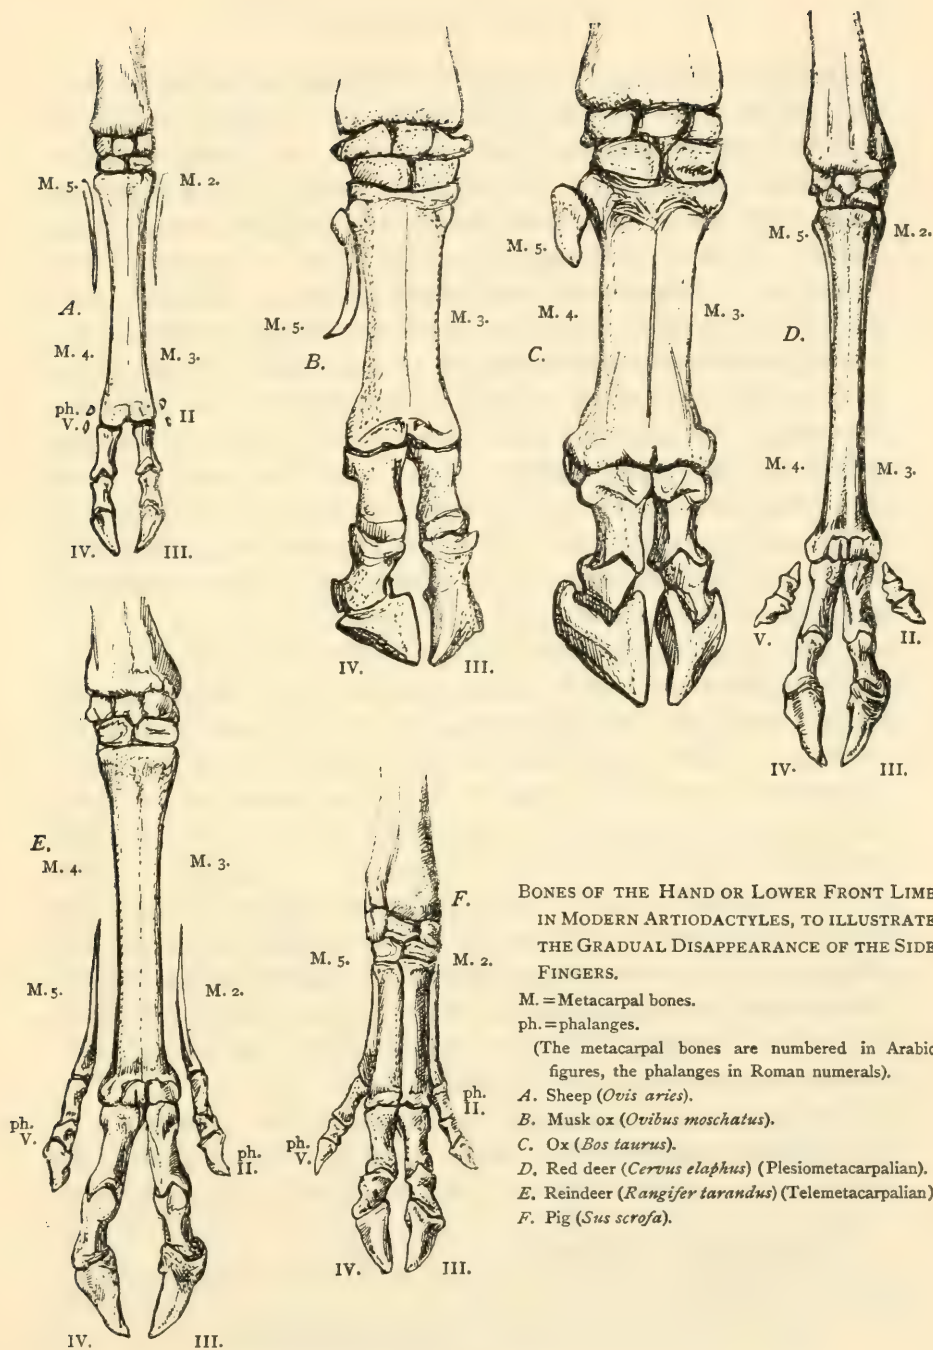 M. 5.
M. 2.
A.
M. 4.
M. 3.
ph.
V.
II
IV.
III.
M. 5.
M. 3.
B.
IV.
III.
M. 5.
M. 4.
M. 3.
C.
M. 5.
M. 2.
D.
M. 4.
M. 3.
V.
II.
IV.
III.
E.
M. 4.
M. 3.
M. 5.
M. 2.
ph.
V.
ph.
II.
IV.
III.
F.
M. 5.
M. 2.
ph.
II.
ph.
V.
IV.
III.
BONES OF THE HAND OR LOWER FRONT LIMB
IN MODERN ARTIODACTYLES, TO ILLUSTRATE
THE GRADUAL DISAPPEARANCE OF THE SIDE
FINGERS.
M. = Metacarpal bones.
ph. = phalanges.
(The metacarpal bones are numbered in Arabic
figures, the phalanges in Roman numerals).
A. Sheep (Ovis aries).
B. Musk ox (Ovibus moschatus).
C. Ox (Bos taurus).
D. Red deer (Cervus elaphus) (Plesiometacarpalian).
E. Reindeer (Rangifer tarandus) (Telemetacarpalian)
F. Pig (Sus scrofa).